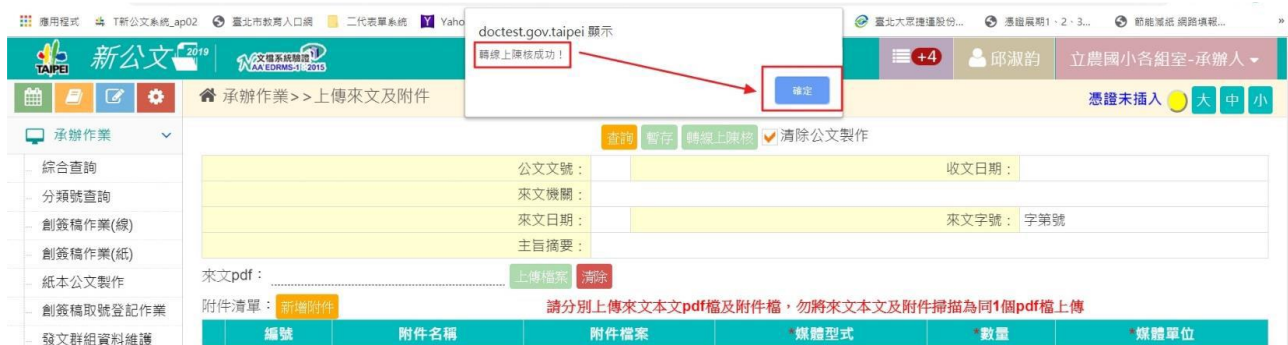 應用程式 T新公文系統_ap02 臺北市教育人口網 二代表單系統 Yaho
臺北大眾捷運股份... 憑證展期1、2、3... 節能減紙 網路填報... »
doctest.gov.taipei 顯示
轉線上陳核成功！
確定
TAIPEI 新公文 2019 文檔系統驗證 AA EDRMS-1 2015
+4 邱淑韵 立農國小各組室-承辦人
承辦作業>>上傳來文及附件
憑證未插入 大 中 小
承辦作業
查詢 暫存 轉線上陳核 清除公文製作
綜合查詢
公文文號： 收文日期：
分類號查詢
來文機關：
創簽稿作業(線)
來文日期： 來文字號： 字第號
創簽稿作業(紙)
主旨摘要：
紙本公文製作
來文pdf： 上傳檔案 清除
創簽稿取號登記作業
附件清單： 新增附件 請分別上傳來文本文pdf檔及附件檔，勿將來文本文及附件掃描為同1個pdf檔上傳
發文群組資料維護
編號 附件名稱 附件檔案 *媒體型式 *數量 *媒體單位